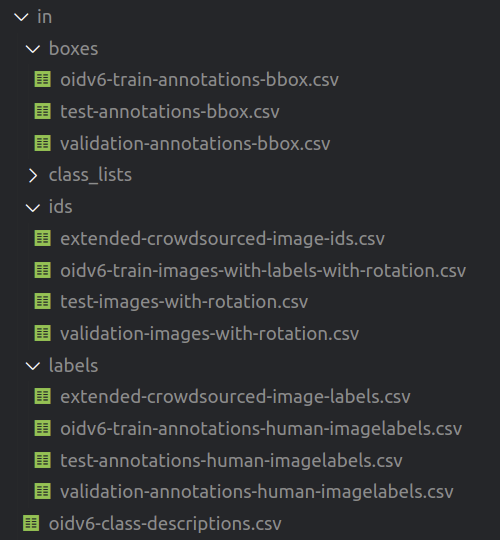 in
boxes
oidv6-train-annotations-bbox.csv
test-annotations-bbox.csv
validation-annotations-bbox.csv
class_lists
ids
extended-crowdsourced-image-ids.csv
oidv6-train-images-with-labels-with-rotation.csv
test-images-with-rotation.csv
validation-images-with-rotation.csv
labels
extended-crowdsourced-image-labels.csv
oidv6-train-annotations-human-imagelabels.csv
test-annotations-human-imagelabels.csv
validation-annotations-human-imagelabels.csv
oidv6-class-descriptions.csv